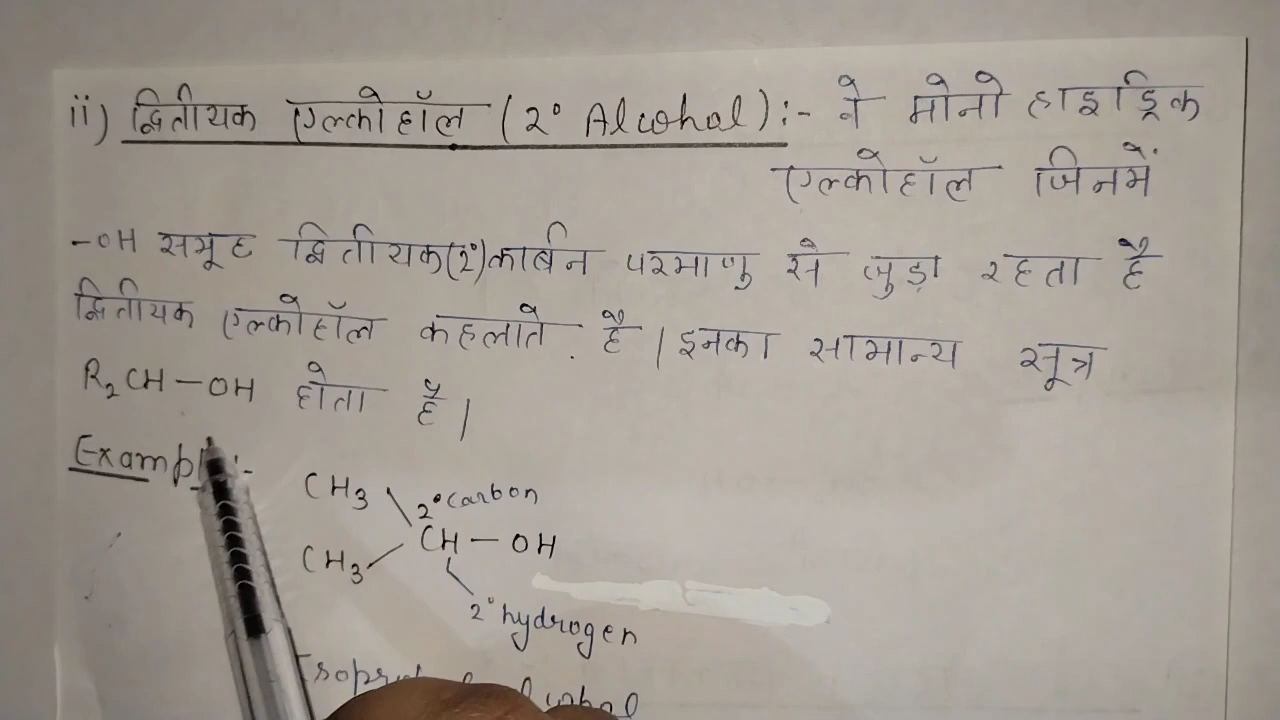 ii) द्वितीयक एल्कोहॉल (2° Alcohal):- वे मोनो हाइड्रिक
एल्कोहॉल जिनमें
-OH समूह द्वितीयक(2°)कार्बन परमाणु से जुड़ा रहता है
द्वितीयक एल्कोहॉल कहलाते है। इनका सामान्य सूत्र
R₂CH-OH होता है।
CH₃
2°carbon
CH-OH
CH₃
2°hydrogen